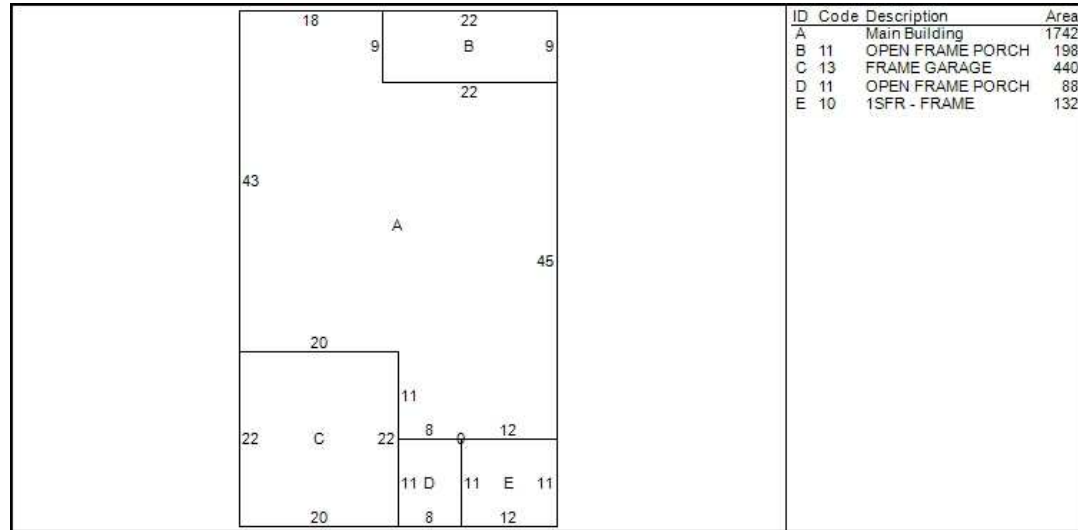 18 22
9 B 9
22
43
A
45
20
11
8 0 12
22 C 22
11 D 11 E 11
20 8 12
ID Code Description Area
A Main Building 1742
B 11 OPEN FRAME PORCH 198
C 13 FRAME GARAGE 440
D 11 OPEN FRAME PORCH 88
E 10 1SFR - FRAME 132